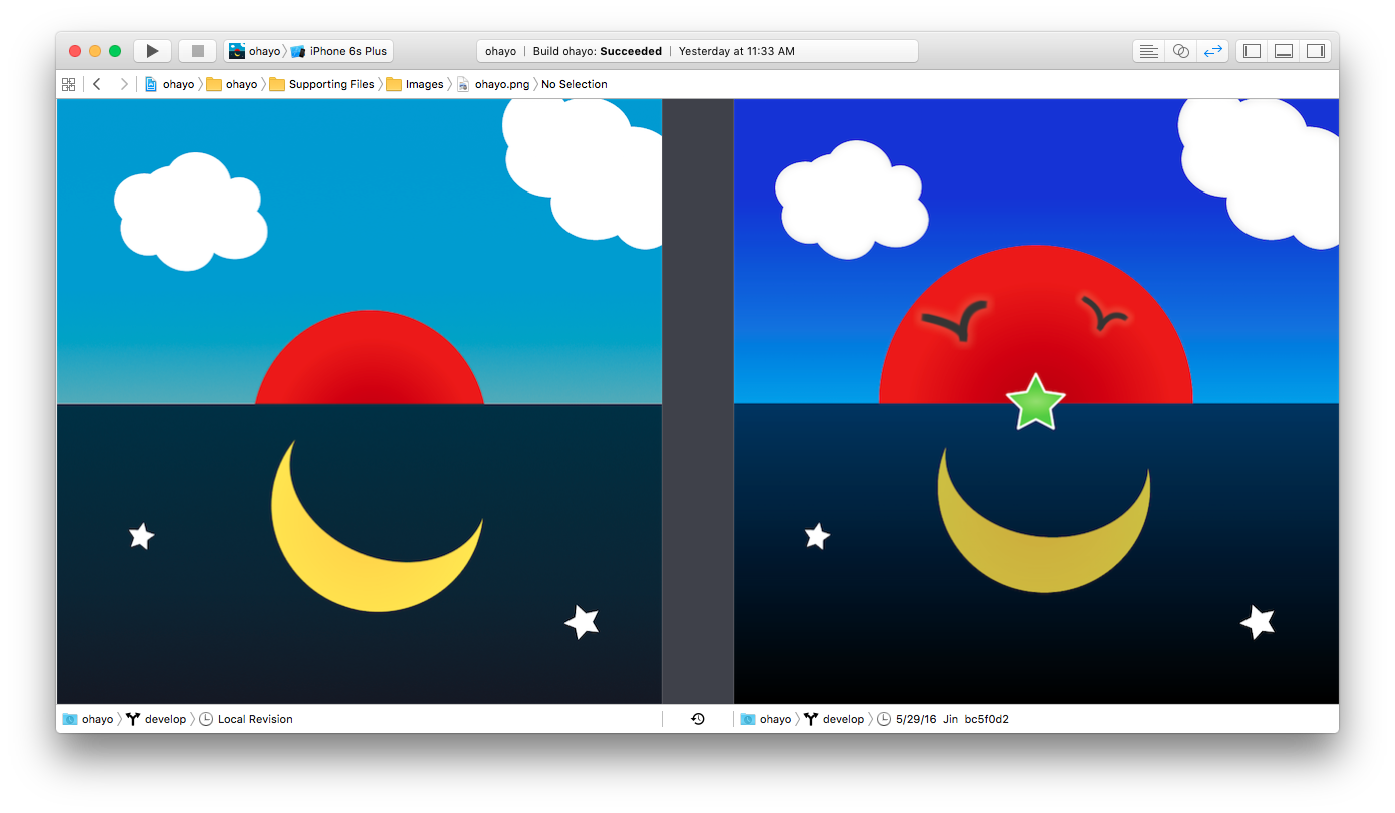 ohayo iPhone 6s Plus ohayo | Build ohayo: Succeeded | Yesterday at 11:33 AM
ohayo ohayo Supporting Files Images ohayo.png No Selection
ohayo develop Local Revision ohayo develop 5/29/16 Jin bc5f0d2